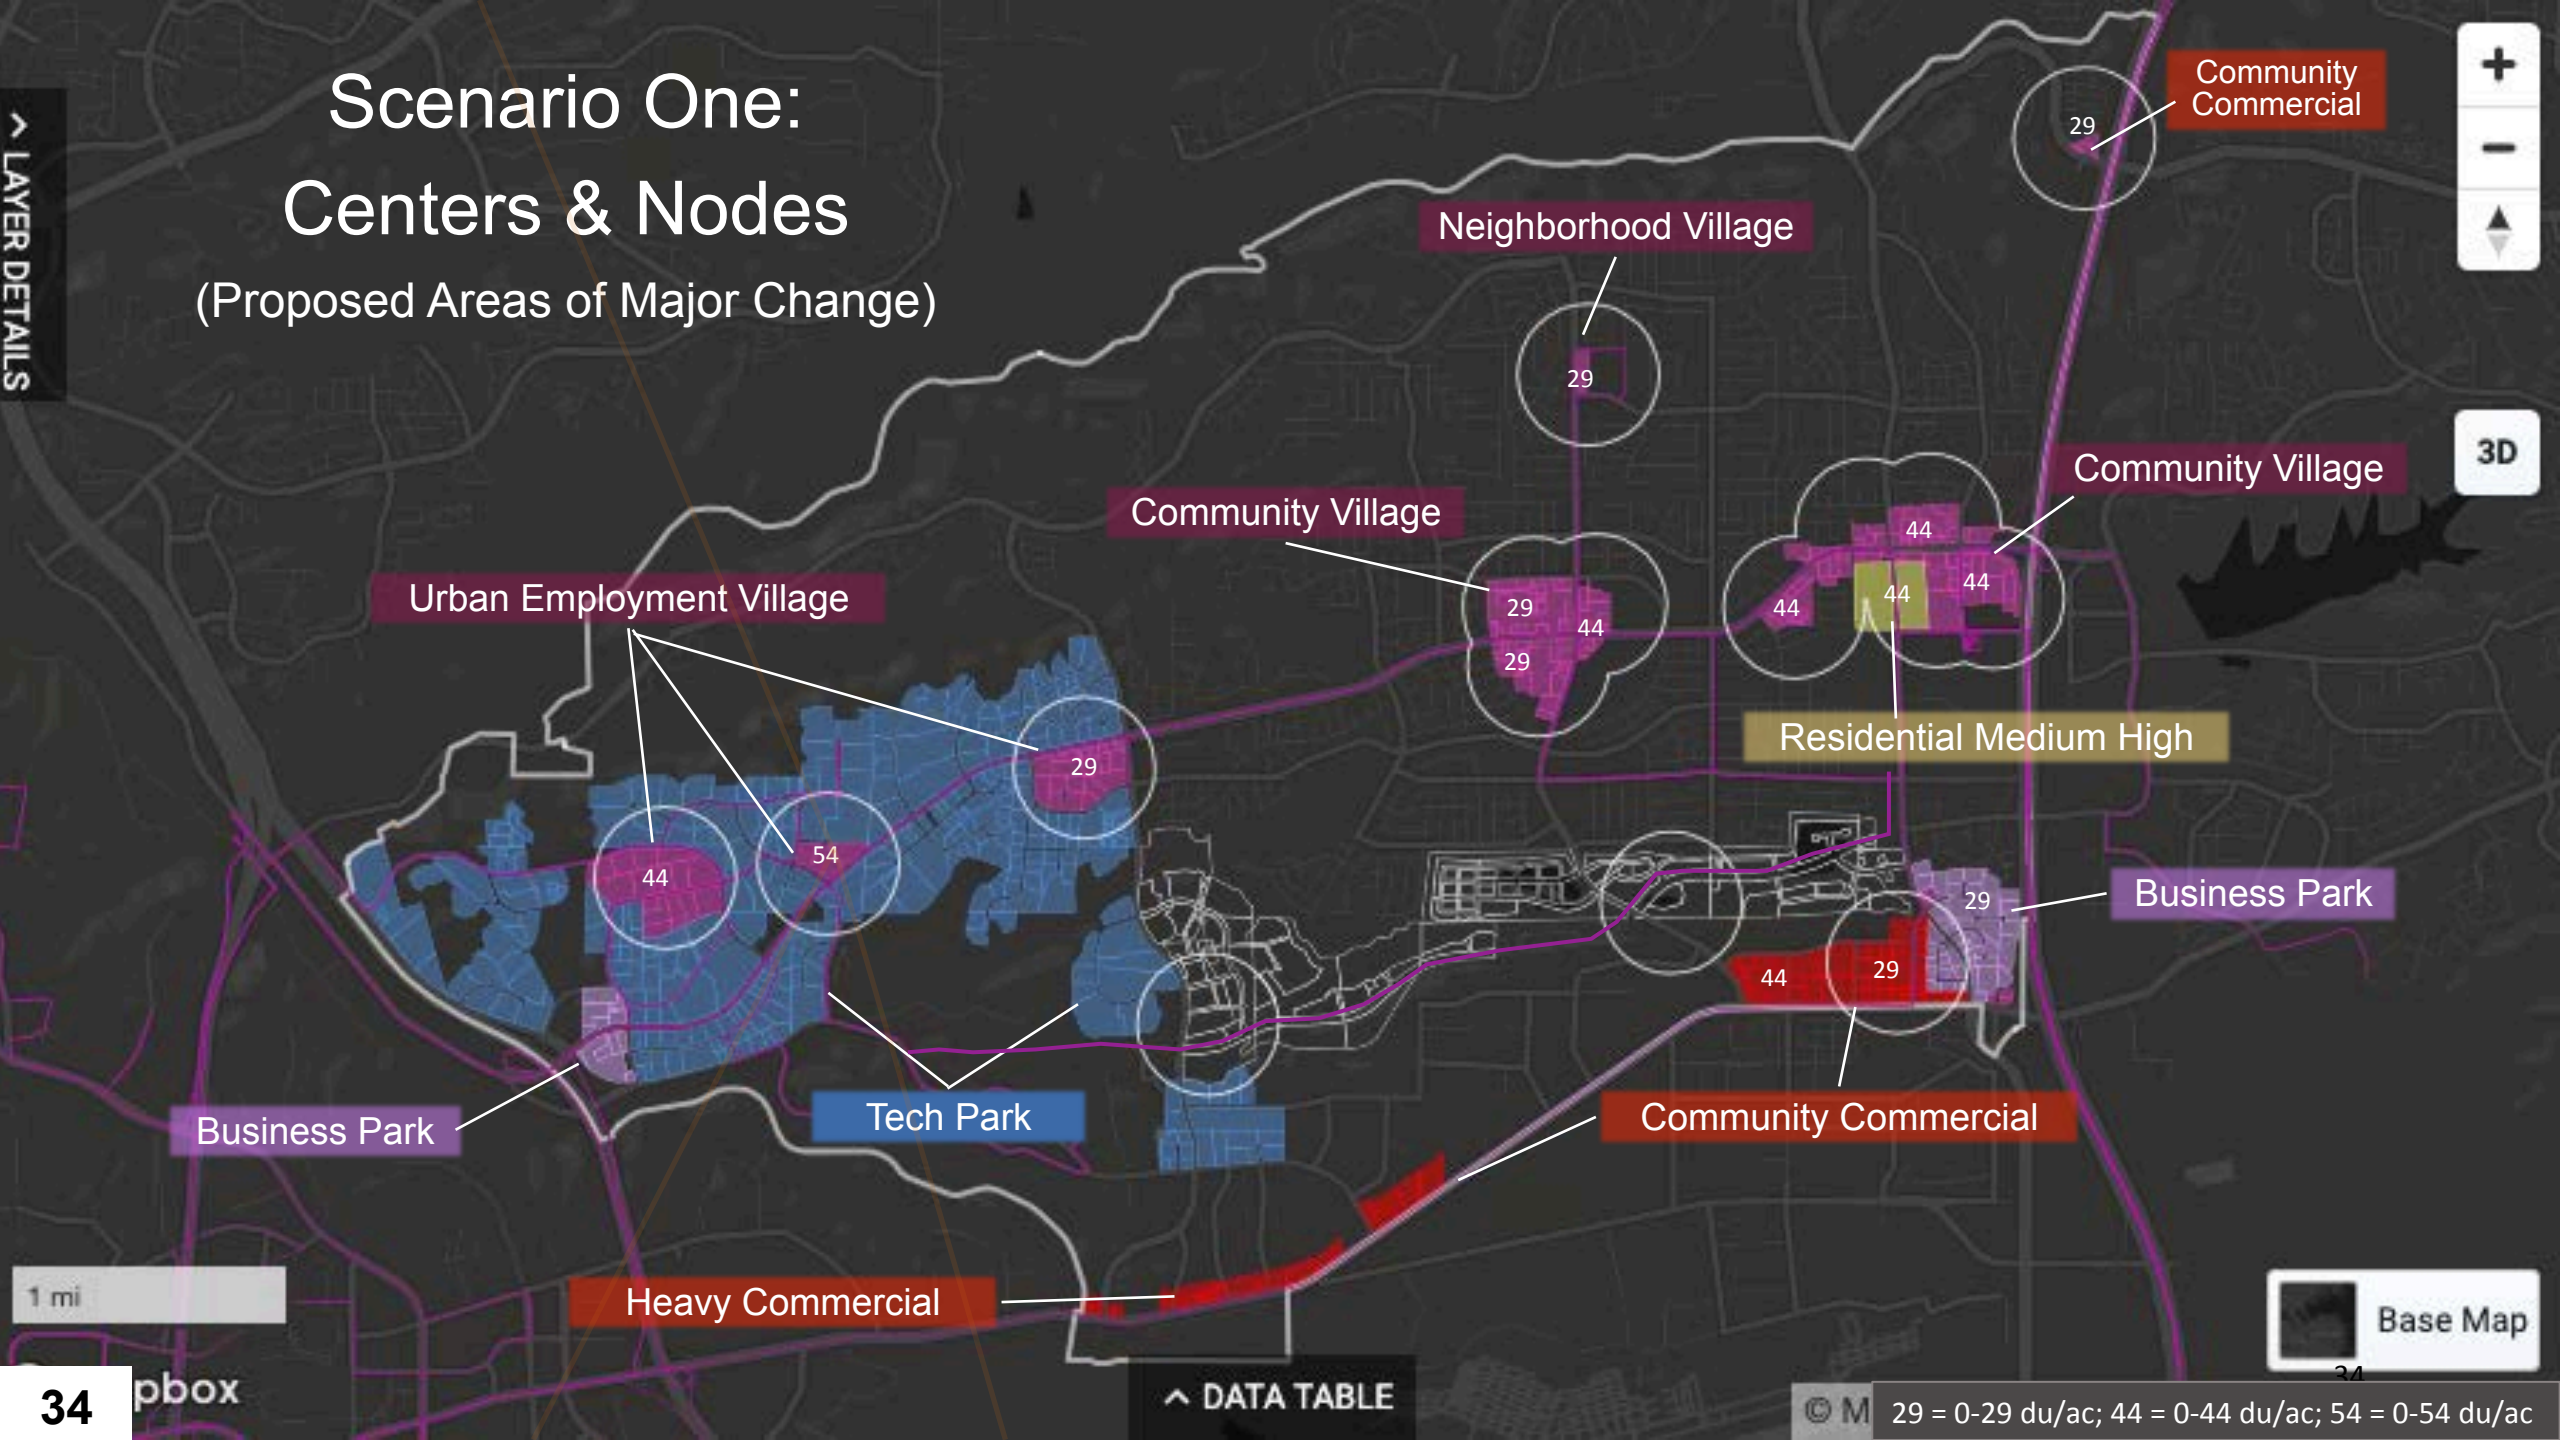 Scenario One:
Centers & Nodes
(Proposed Areas of Major Change)
LAYER DETAILS
Community
Commercial
29
Neighborhood Village
29
3D
Community Village
Community Village
44
44
44
44
29
44
29
Urban Employment Village
Residential Medium High
29
54
44
29
Business Park
44
29
Tech Park
Community Commercial
Business Park
Heavy Commercial
1 mi
Base Map
34
34
pbox
DATA TABLE
© M
29 = 0-29 du/ac; 44 = 0-44 du/ac; 54 = 0-54 du/ac